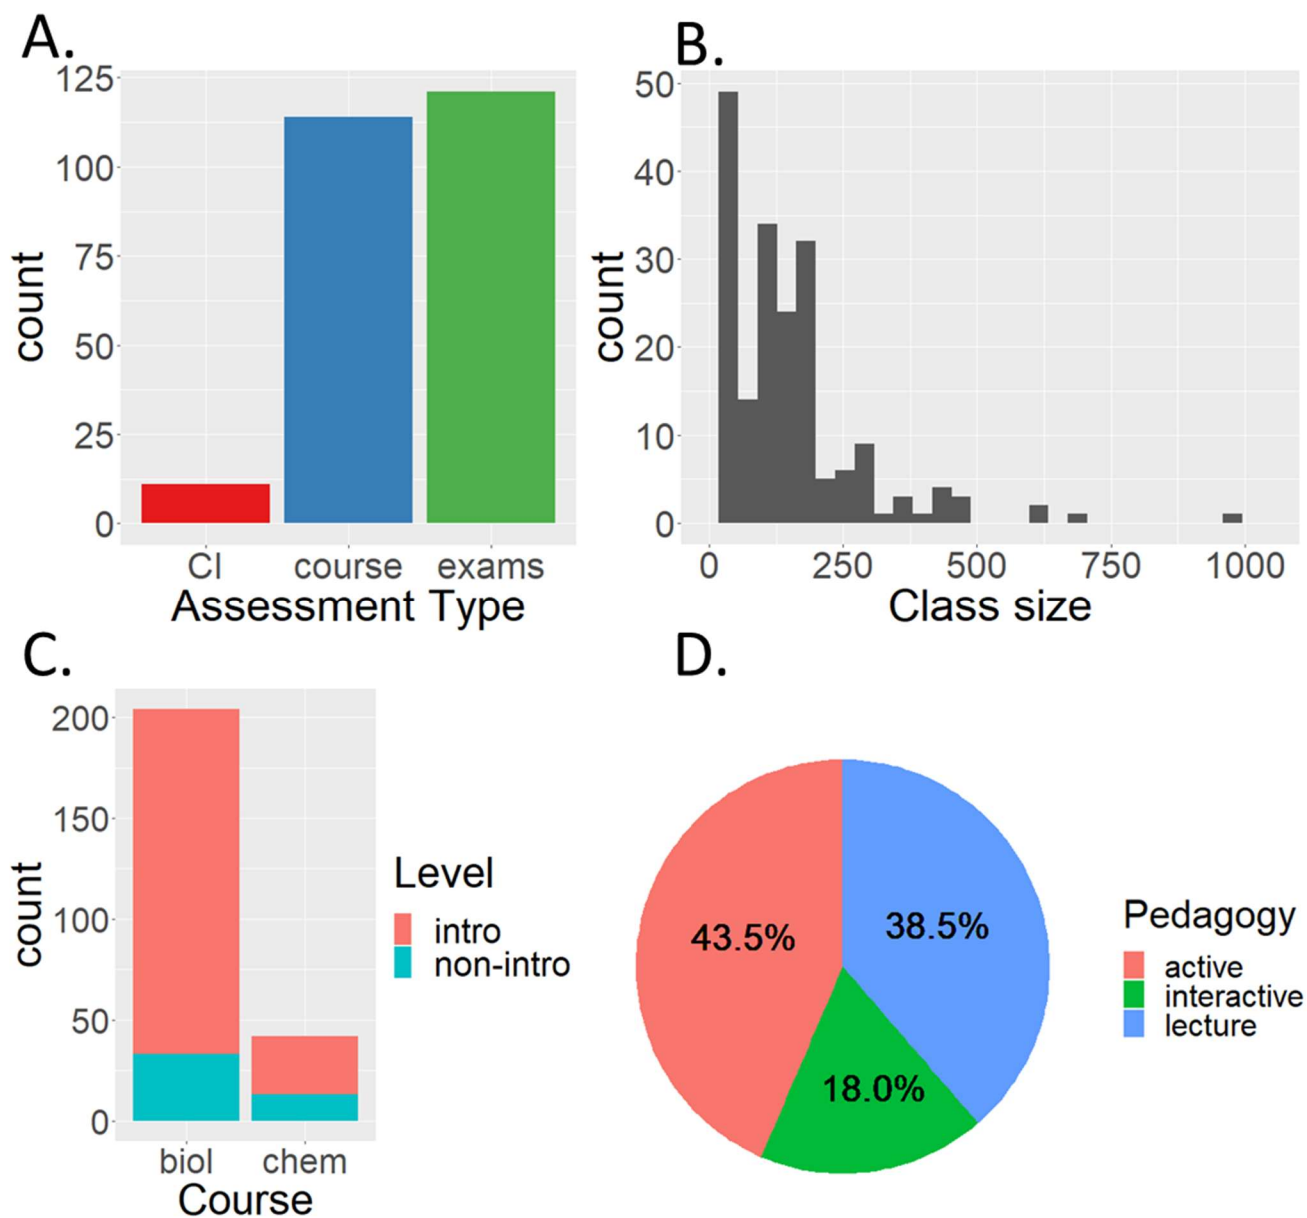 A.
125
100
75
50
25
0
count
CI course exams
Assessment Type
B.
50
40
30
20
10
0
count
0 250 500 750 1000
Class size
C.
200
150
100
50
0
count
biol chem
Course
Level
intro
non-intro
D.
43.5%
38.5%
18.0%
Pedagogy
active
interactive
lecture